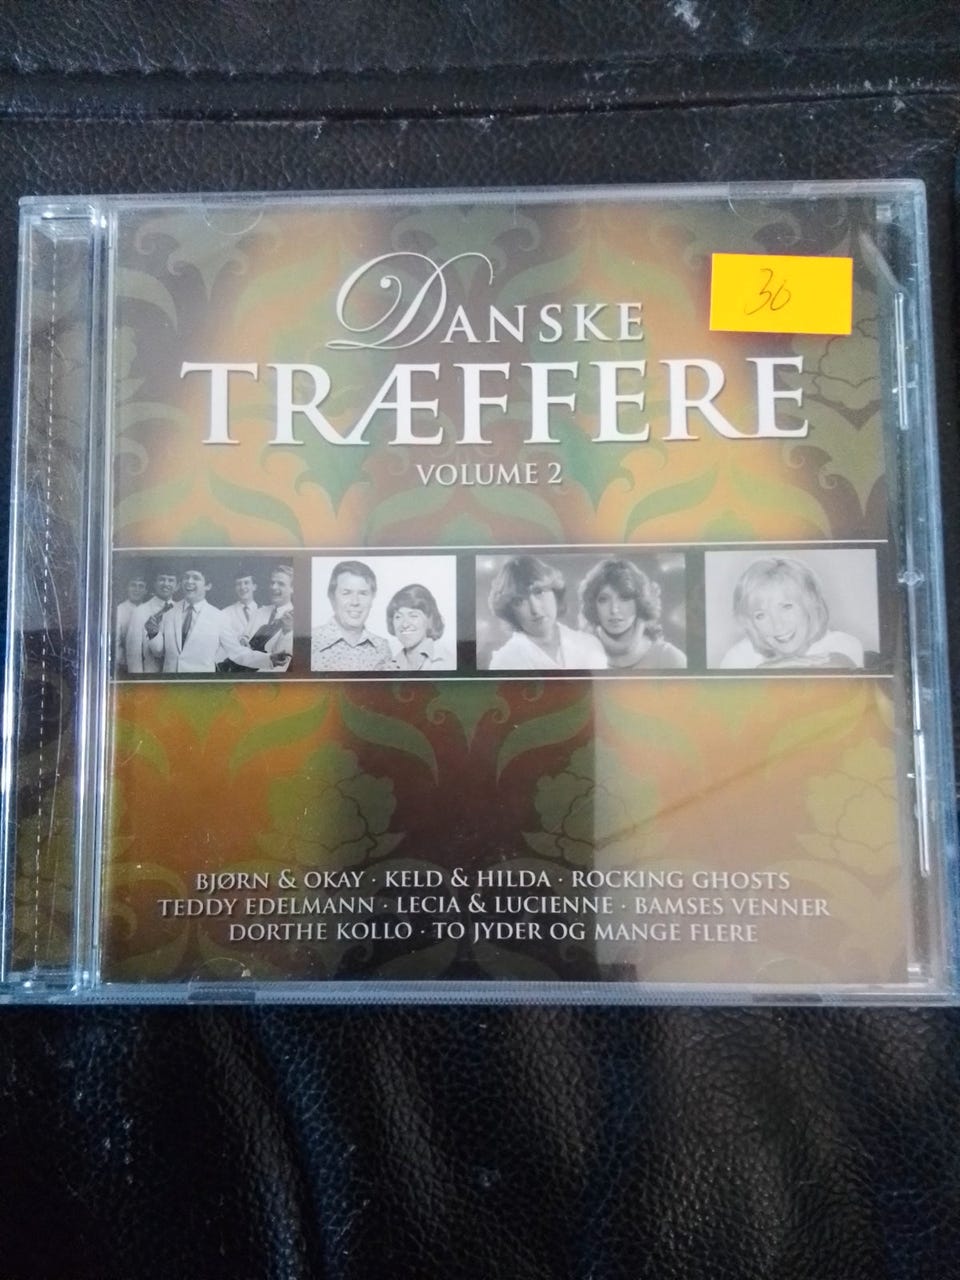 30
DANSKE
TRÆFFERE
VOLUME 2
BJØRN & OKAY · KELD & HILDA · ROCKING GHOSTS
TEDDY EDELMANN · LECIA & LUCIENNE · BAMSES VENNER
DORTHE KOLLO · TO JYDER OG MANGE FLERE